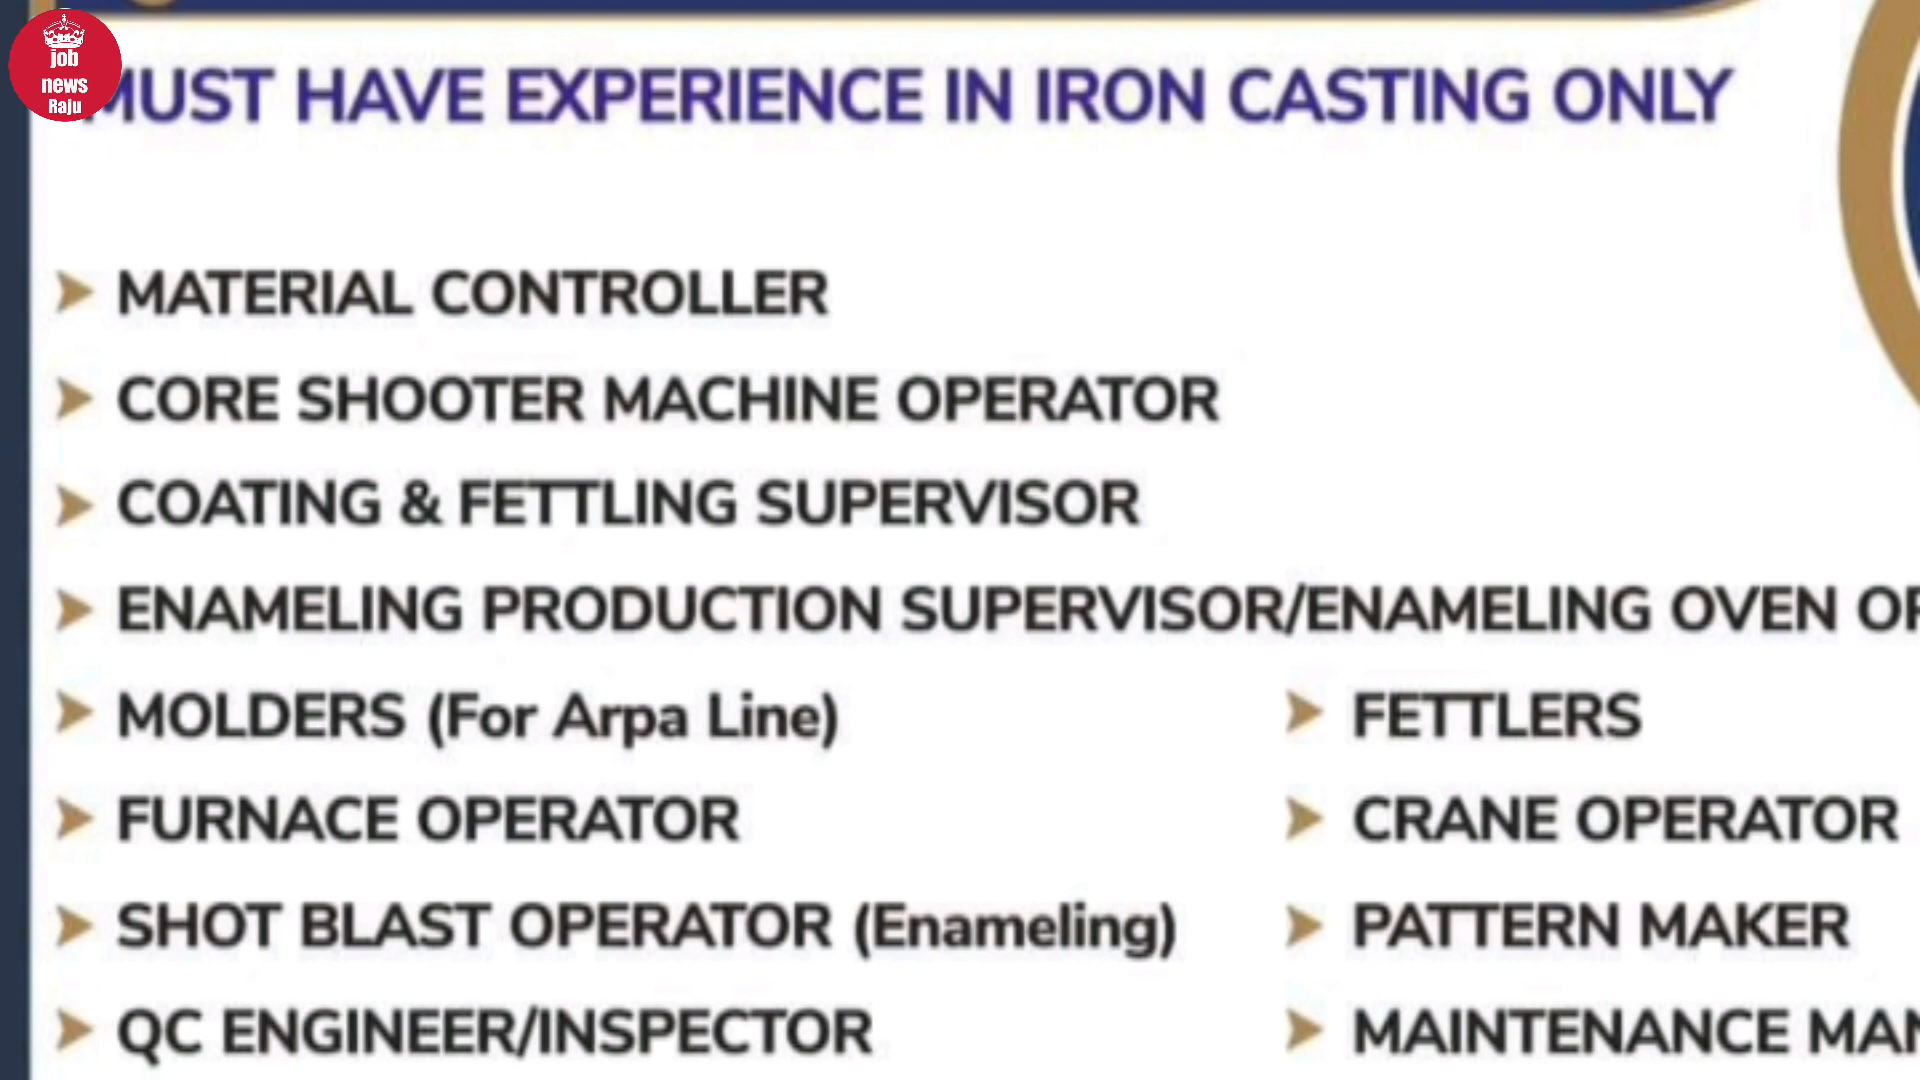 job
news
Raju
MUST HAVE EXPERIENCE IN IRON CASTING ONLY
MATERIAL CONTROLLER
CORE SHOOTER MACHINE OPERATOR
COATING & FETTLING SUPERVISOR
ENAMELING PRODUCTION SUPERVISOR/ENAMELING OVEN
MOLDERS (For Arpa Line)
FETTLERS
FURNACE OPERATOR
CRANE OPERATOR
SHOT BLAST OPERATOR (Enameling)
PATTERN MAKER
QC ENGINEER/INSPECTOR
MAINTENANCE